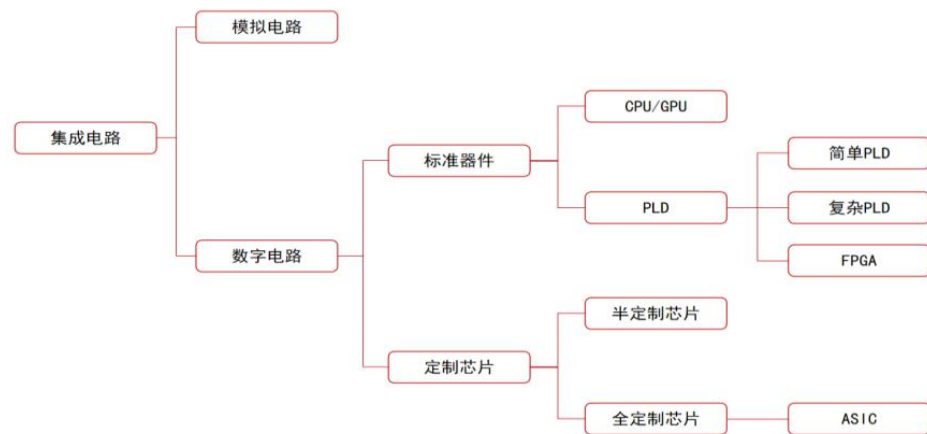 模拟电路
集成电路
数字电路
标准器件
CPU/GPU
PLD
简单PLD
复杂PLD
FPGA
定制芯片
半定制芯片
全定制芯片
ASIC